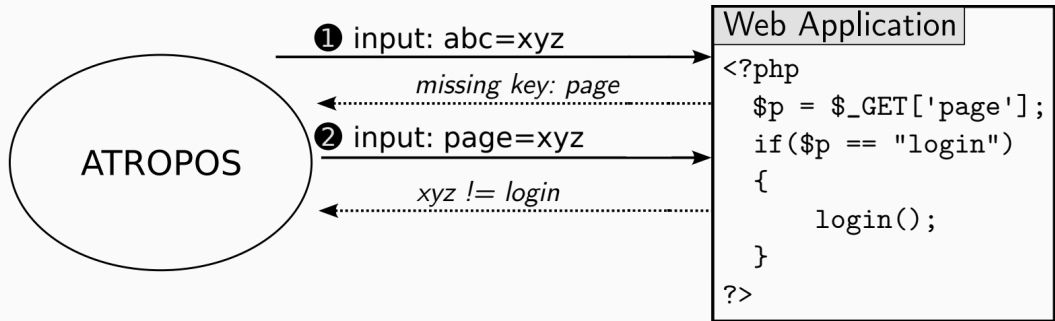 ATROPOS
❶ input: abc=xyz
missing key: page
❷ input: page=xyz
xyz != login
Web Application
<?php
$p = $_GET['page'];
if($p == "login")
{
login();
}
?>